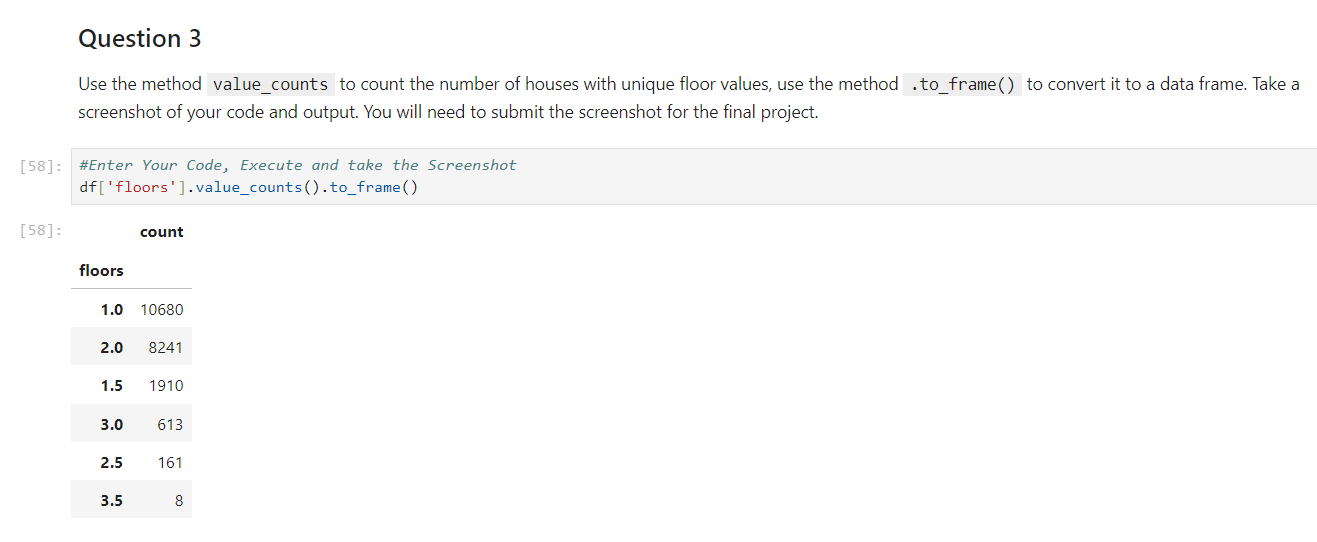 Question 3
Use the method value_counts to count the number of houses with unique floor values, use the method .to_frame() to convert it to a data frame. Take a
screenshot of your code and output. You will need to submit the screenshot for the final project.
[58]: #Enter Your Code, Execute and take the Screenshot
df['floors'].value_counts().to_frame()
[58]: count
floors
1.0 10680
2.0 8241
1.5 1910
3.0 613
2.5 161
3.5 8